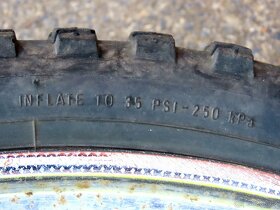 INFLATE TO 35 PSI-250 KPa